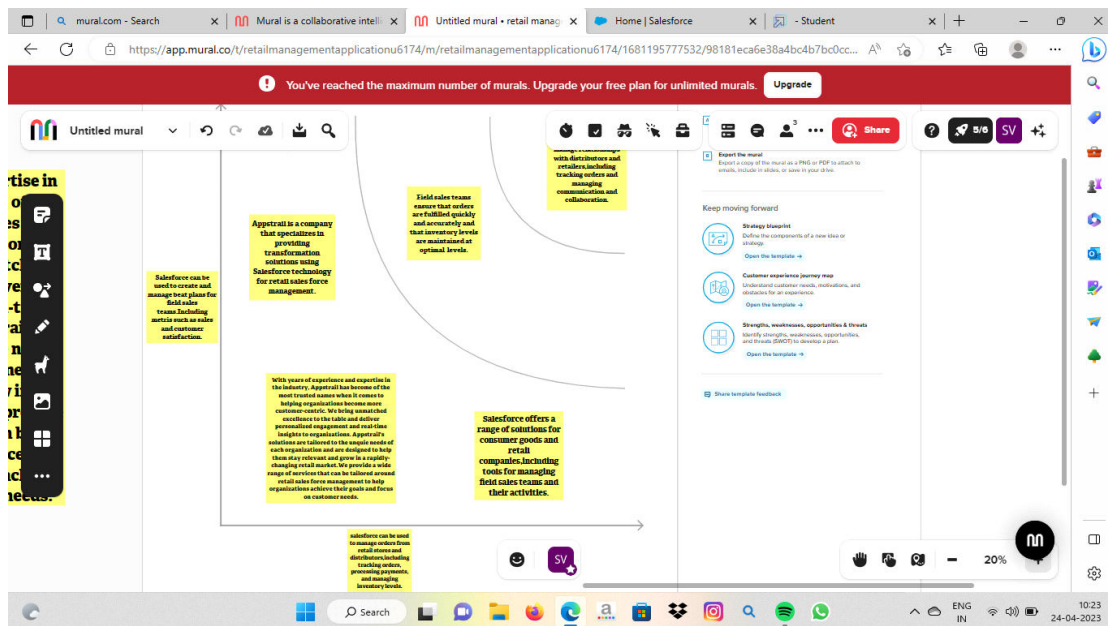 mural.com - Search
Mural is a collaborative intelli
Untitled mural • retail manag
Home | Salesforce
- Student
https://app.mural.co/t/retailmanagementapplicationu6174/m/retailmanagementapplicationu6174/1681195777532/98181eca6e38a4bc4b7bc0cc...
You've reached the maximum number of murals. Upgrade your free plan for unlimited murals.
Upgrade
Untitled mural
3
Share
5/6
SV
with distributors and
retailers,including
tracking orders and
managing
communication and
collaboration.
Export the mural
Export a copy of the mural as a PNG or PDF to attach to
emails, include in slides, or save in your drive.
Keep moving forward
Strategy blueprint
Define the components of a new idea or
strategy.
Open the template →
Customer experience journey map
Understand customer needs, motivations, and
obstacles for an experience.
Open the template →
Strengths, weaknesses, opportunities & threats
Identify strengths, weaknesses, opportunities,
and threats (SWOT) to develop a plan.
Open the template →
Share template feedback
Field sales teams
ensure that orders
are fulfilled quickly
and accurately and
that inventory levels
are maintained at
optimal levels.
Appstrail is a company
that specializes in
providing
transformation
solutions using
Salesforce technology
for retail sales force
management.
Salesforce can be
used to create and
manage beat plans for
field sales
teams.Including
metris such as sales
and customer
satisfaction.
With years of experience and expertise in
the industry, Appstrail has become of the
most trusted names when it comes to
helping organizations become more
customer-centric. We bring unmatched
excellence to the table and deliver
personalized engagement and real-time
insights to organizations. Appstrail's
solutions are tailored to the unquie needs of
each organization and are designed to help
them stay relevant and grow in a rapidly-
changing retail market. We provide a wide
range of services that can be tailored around
retail sales force management to help
organizations achieve their goals and focus
on customer needs.
Salesforce offers a
range of solutions for
consumer goods and
retail
companies,including
tools for managing
field sales teams and
their activities.
salesforce can be used
to manage orders from
retail stores and
distributors,including
tracking orders,
processing payments,
and managing
inventory levels.
SV
20%
Search
ENG
IN
10:23
24-04-2023